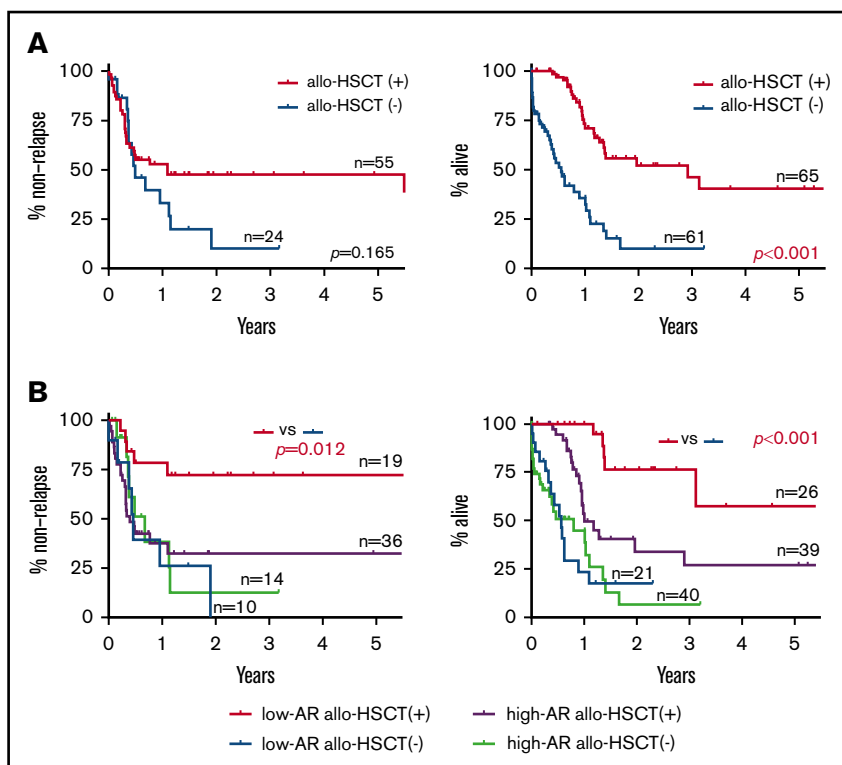 A
100
75
50
25
0
% non–relapse
allo-HSCT (+)
allo-HSCT (-)
n=55
n=24
p=0.165
0 1 2 3 4 5
Years
100
75
50
25
0
% alive
allo-HSCT (+)
allo-HSCT (-)
n=65
n=61
p<0.001
0 1 2 3 4 5
Years
B
100
75
50
25
0
% non–relapse
vs
p=0.012
n=19
n=36
n=14
n=10
0 1 2 3 4 5
Years
100
75
50
25
0
% alive
vs p<0.001
n=26
n=39
n=21
n=40
0 1 2 3 4 5
Years
low-AR allo-HSCT(+) high-AR allo-HSCT(+)
low-AR allo-HSCT(-) high-AR allo-HSCT(-)